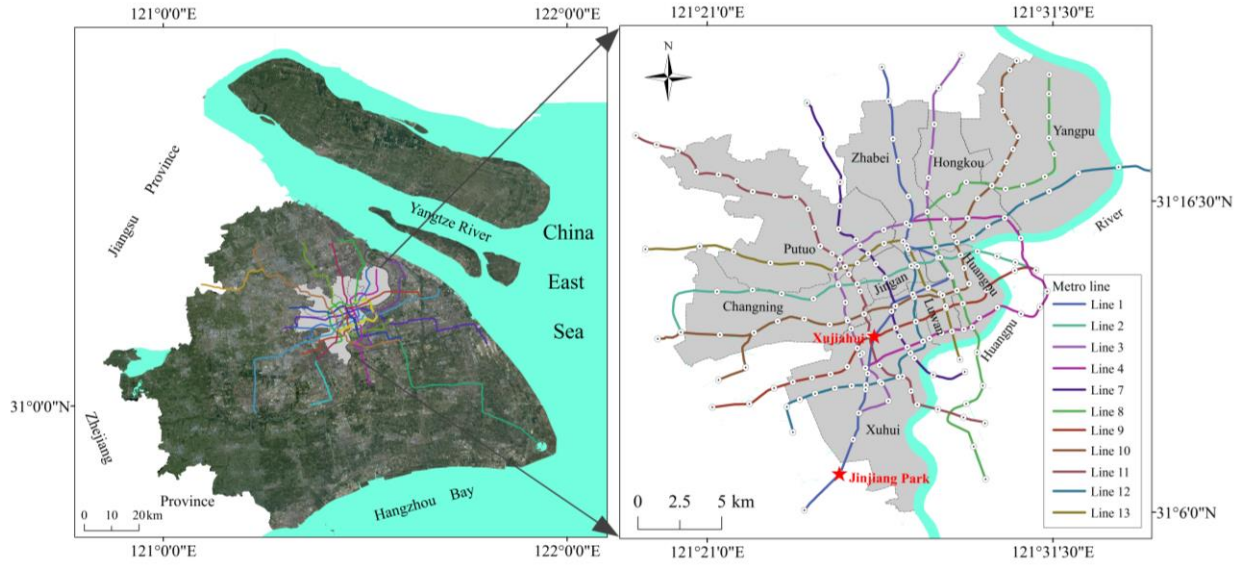 121°0'0"E
122°0'0"E
Jiangsu Province
Yangtze River
China
East
Sea
31°0'0"N
Zhejiang
Province
Hangzhou Bay
0 10 20 km
121°0'0"E
122°0'0"E
121°21'0"E
121°31'30"E
N
Zhabei
Hongkou
Yangpu
31°16'30"N
River
Putuo
Jingan
Huangpu
Changning
Luwan
Huangpu
Xujiahui
Xuhui
Jinjiang Park
0 2.5 5 km
Metro line
Line 1
Line 2
Line 3
Line 4
Line 7
Line 8
Line 9
Line 10
Line 11
Line 12
Line 13
31°6'0"N
121°21'0"E
121°31'30"E